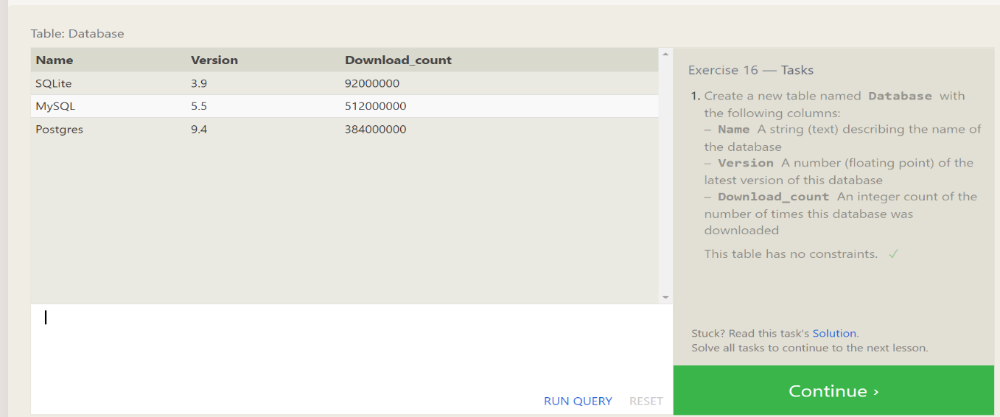 Table: Database
Name Version Download_count
SQLite 3.9 92000000
MySQL 5.5 512000000
Postgres 9.4 384000000
RUN QUERY RESET
Exercise 16 — Tasks
1. Create a new table named Database with
the following columns:
– Name A string (text) describing the name of
the database
– Version A number (floating point) of the
latest version of this database
– Download_count An integer count of the
number of times this database was
downloaded
This table has no constraints. ✓
Stuck? Read this task's Solution.
Solve all tasks to continue to the next lesson.
Continue ›